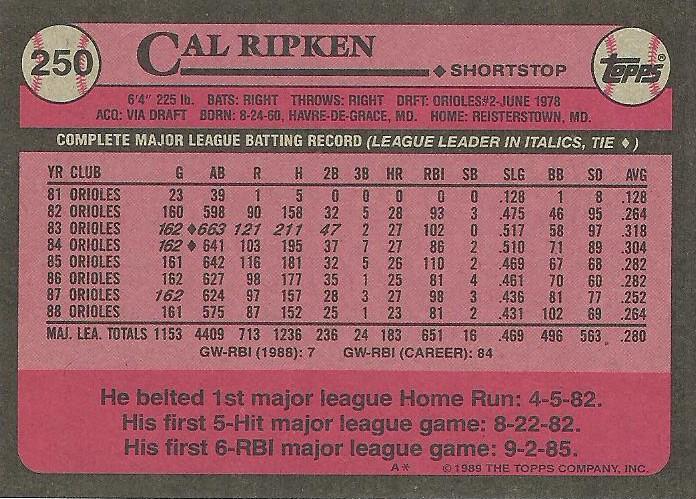 250 CAL RIPKEN
◆ SHORTSTOP
TOPPS®
6'4" 225 lb. BATS: RIGHT THROWS: RIGHT DRFT: ORIOLES#2-JUNE 1978
ACQ: VIA DRAFT BORN: 8-24-60, HAVRE-DE-GRACE, MD. HOME: REISTERSTOWN, MD.
COMPLETE MAJOR LEAGUE BATTING RECORD (LEAGUE LEADER IN ITALICS, TIE ♦)
YR CLUB G AB R H 2B 3B HR RBI SB SLG BB SO AVG
81 ORIOLES 23 39 1 5 0 0 0 0 0 .128 1 8 .128
82 ORIOLES 160 598 90 158 32 5 28 93 3 .475 46 95 .264
83 ORIOLES 162 ♦663 121 211 47 2 27 102 0 .517 58 97 .318
84 ORIOLES 162 ♦ 641 103 195 37 7 27 86 2 .510 71 89 .304
85 ORIOLES 161 642 116 181 32 5 26 110 2 .469 67 68 .282
86 ORIOLES 162 627 98 177 35 1 25 81 4 .461 70 60 .282
87 ORIOLES 162 624 97 157 28 3 27 98 3 .436 81 77 .252
88 ORIOLES 161 575 87 152 25 1 23 81 2 .431 102 69 .264
MAJ. LEA. TOTALS 1153 4409 713 1236 236 24 183 651 16 .469 496 563 .280
GW-RBI (1988): 7 GW-RBI (CAREER): 84
He belted 1st major league Home Run: 4-5-82.
His first 5-Hit major league game: 8-22-82.
His first 6-RBI major league game: 9-2-85.
A* © 1989 THE TOPPS COMPANY, INC.